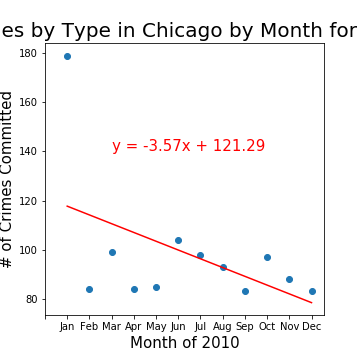 es by Type in Chicago by Month for
# of Crimes Committed
180
160
140
120
100
80
y = -3.57x + 121.29
Jan Feb Mar Apr May Jun Jul Aug Sep Oct Nov Dec
Month of 2010